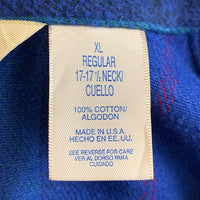 XL
REGULAR
17-17 ½ NECK/
CUELLO
100% COTTON/
ALGODON
MADE IN U.S.A.
HECHO EN EE. UU.
SEE REVERSE FOR CARE
VER AL DORSO PARA
CUIDADO